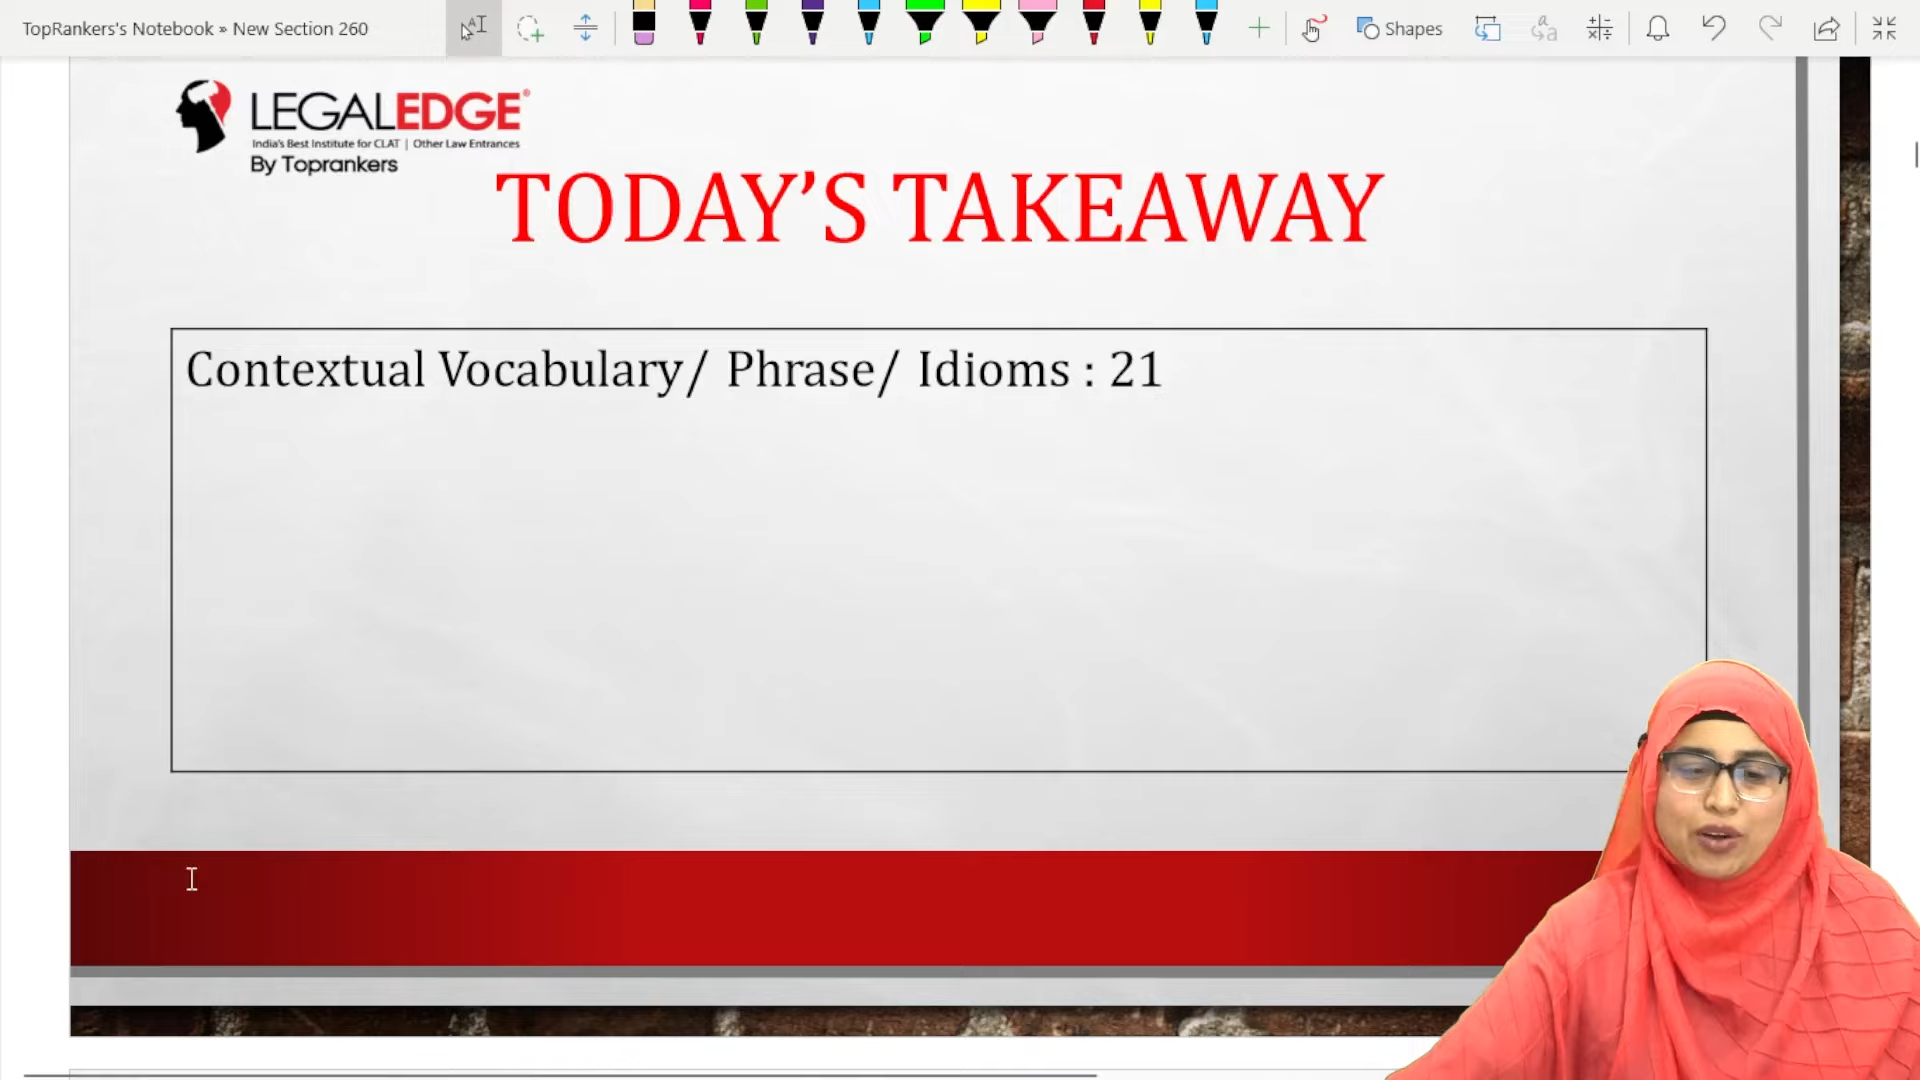 TopRankers's Notebook » New Section 260
Shapes
LEGALEDGE®
India's Best Institute for CLAT | Other Law Entrances
By Toprankers
TODAY'S TAKEAWAY
Contextual Vocabulary/ Phrase/ Idioms : 21